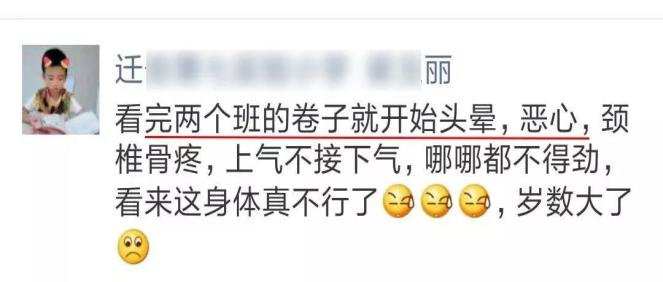 迁 丽
看完两个班的卷子就开始头晕，恶心，颈
椎骨疼，上气不接下气，哪哪都不得劲，
看来这身体真不行了，岁数大了